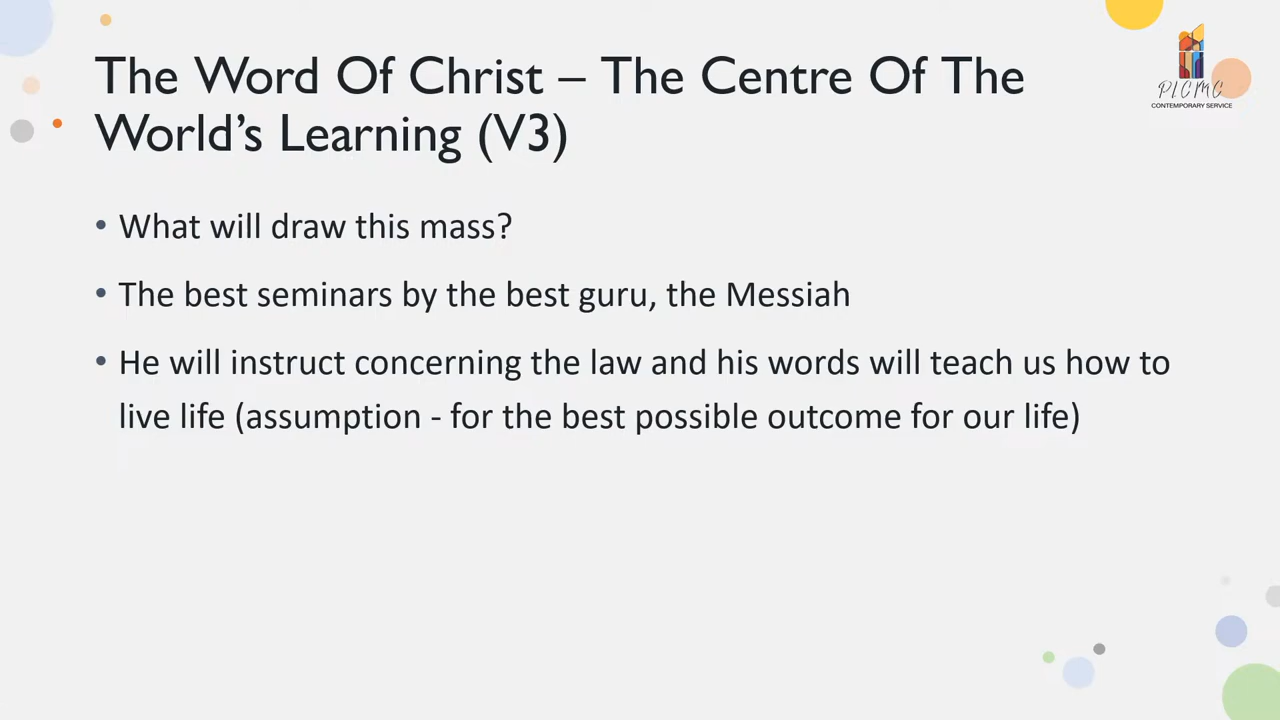 The Word Of Christ – The Centre Of The
World’s Learning (V3)
PLCMC
CONTEMPORARY SERVICE
• What will draw this mass?
• The best seminars by the best guru, the Messiah
• He will instruct concerning the law and his words will teach us how to
live life (assumption - for the best possible outcome for our life)